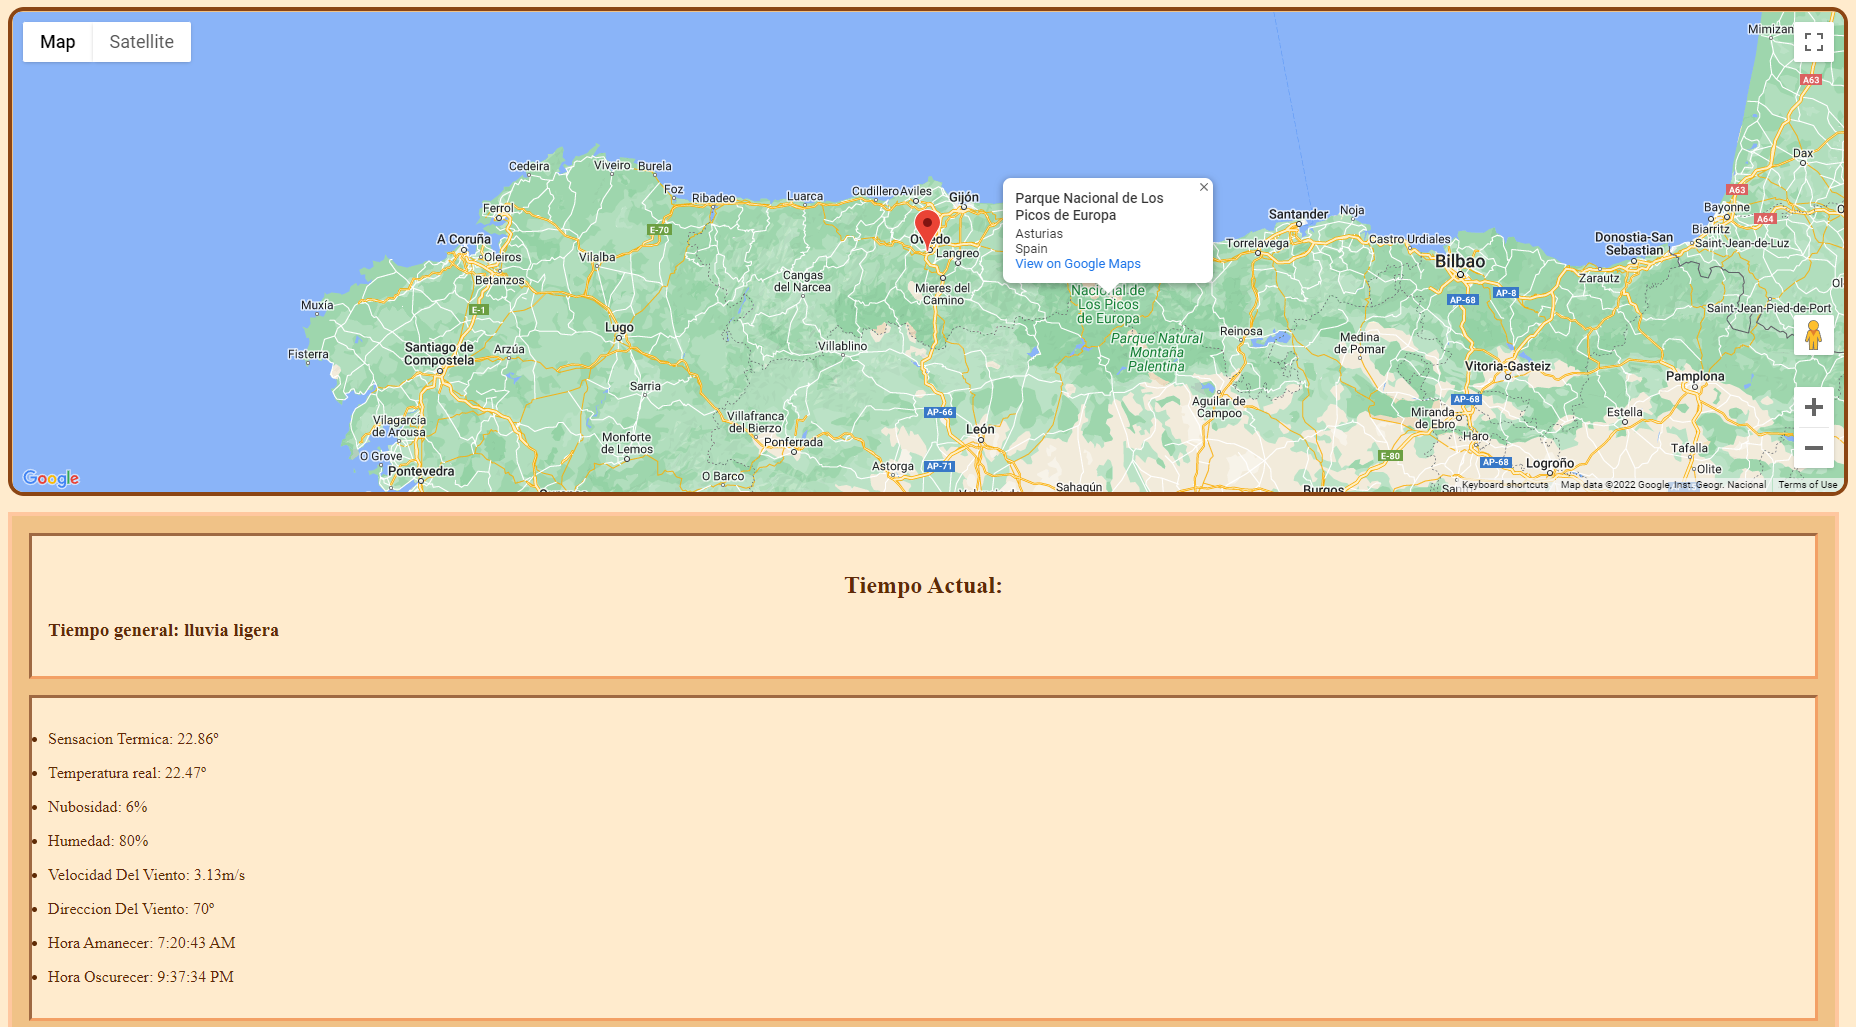 Map Satellite
Mimizan
A63
Dax
Cedeira Viveiro Burela
Foz Ribadeo Luarca Cudillero Aviles Gijón
Parque Nacional de Los
Picos de Europa
Asturias
Spain
View on Google Maps
A63
Ferrol
Santander Noja
Bayonne
A64
Biarritz
E-70
A Coruña
Oviedo
Torrelavega Castro Urdiales
Donostia-San
Sebastian
Saint-Jean-de-Luz
Oleiros Vilalba
Langreo
Bilbao
Betanzos
Cangas
del Narcea
Mieres del
Camino
Nacional de
Los Picos
de Europa
Zarautz
AP-8
AP-68
Muxía
E-1
Saint-Jean-Pied-de-Port
Lugo
Reinosa
Medina
de Pomar
Parque Natural
Montaña
Palentina
Fisterra
Santiago de
Compostela
Arzúa
Villablino
Vitoria-Gasteiz
Pamplona
Sarria
Aguilar de
Campoo
AP-68
Miranda
de Ebro
Estella
Vilagarcía
de Arousa
Villafranca
del Bierzo
AP-66
León
Monforte
de Lemos
Ponferrada
Haro
Tafalla
O Grove
E-80
Pontevedra
O Barco
Astorga AP-71
AP-68 Logroño
Olite
Sahagún
Burgos
Google
Keyboard shortcuts Map data ©2022 Google, Inst. Geogr. Nacional Terms of Use
Tiempo Actual:
Tiempo general: lluvia ligera
Sensacion Termica: 22.86º
Temperatura real: 22.47º
Nubosidad: 6%
Humedad: 80%
Velocidad Del Viento: 3.13m/s
Direccion Del Viento: 70º
Hora Amanecer: 7:20:43 AM
Hora Oscurecer: 9:37:34 PM